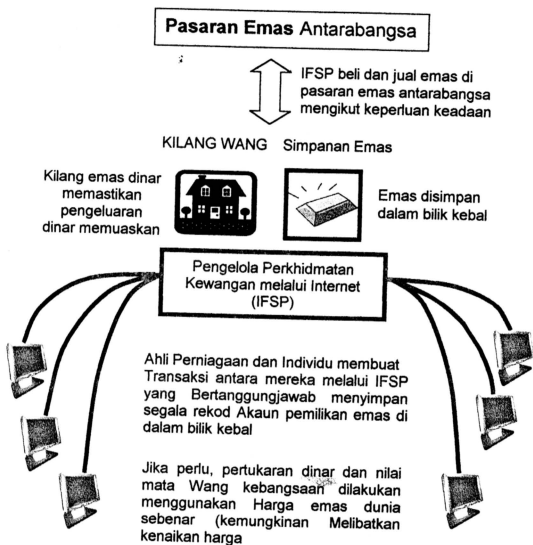 Pasaran Emas Antarabangsa
IFSP beli dan jual emas di
pasaran emas antarabangsa
mengikut keperluan keadaan
KILANG WANG
Simpanan Emas
Kilang emas dinar
memastikan
pengeluaran
dinar memuaskan
Emas disimpan
dalam bilik kebal
Pengelola Perkhidmatan
Kewangan melalui Internet
(IFSP)
Ahli Perniagaan dan Individu membuat
Transaksi antara mereka melalui IFSP
yang Bertanggungjawab menyimpan
segala rekod Akaun pemilikan emas di
dalam bilik kebal
Jika perlu, pertukaran dinar dan nilai
mata Wang kebangsaan dilakukan
menggunakan Harga emas dunia
sebenar (kemungkinan Melibatkan
kenaikan harga